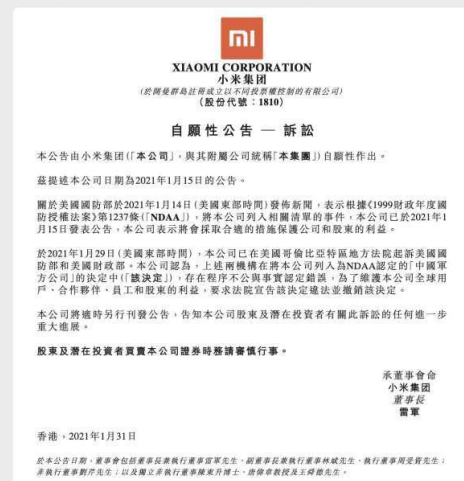 mi
XIAOMI CORPORATION
小米集团
(於開曼群島註冊成立以不同投票權控制的有限公司)
(股份代號：1810)
自願性公告 — 訴訟
本公告由小米集团(「本公司」，與其附屬公司統稱「本集團」)自願性作出。
茲提述本公司日期為2021年1月15日的公告。
關於美國國防部於2021年1月14日(美國東部時間)發佈新聞，表示根據《1999財政年度國
防授權法案》第1237條(「NDAA」)，將本公司列入相關清單的事件，本公司已於2021年1
月15日發表公告，本公司表示將會採取合適的措施保護公司和股東的利益。
於2021年1月29日(美國東部時間)，本公司已在美國哥倫比亞特區地方法院起訴美國國
防部和美國財政部。本公司認為，上述兩機構在將本公司列入為NDAA認定的「中國軍
方公司」的決定中(「該決定」)，存在程序不公與事實認定錯誤，為了維護本公司全球用
戶、合作夥伴、員工和股東的利益，要求法院宣告該決定違法並撤銷該決定。
本公司將適時另行刊發公告，告知本公司股東及潛在投資者有關此訴訟的任何進一步
重大進展。
股東及潛在投資者買賣本公司證券時務請審慎行事。
承董事會命
小米集团
董事長
雷軍
香港，2021年1月31日
於本公告日期，董事會包括董事長兼執行董事雷軍先生、副董事長兼執行董事林斌先生、執行董事周受資先生；
非執行董事劉芹先生；以及獨立非執行董事陳東升博士、唐偉章教授及王舜德先生。